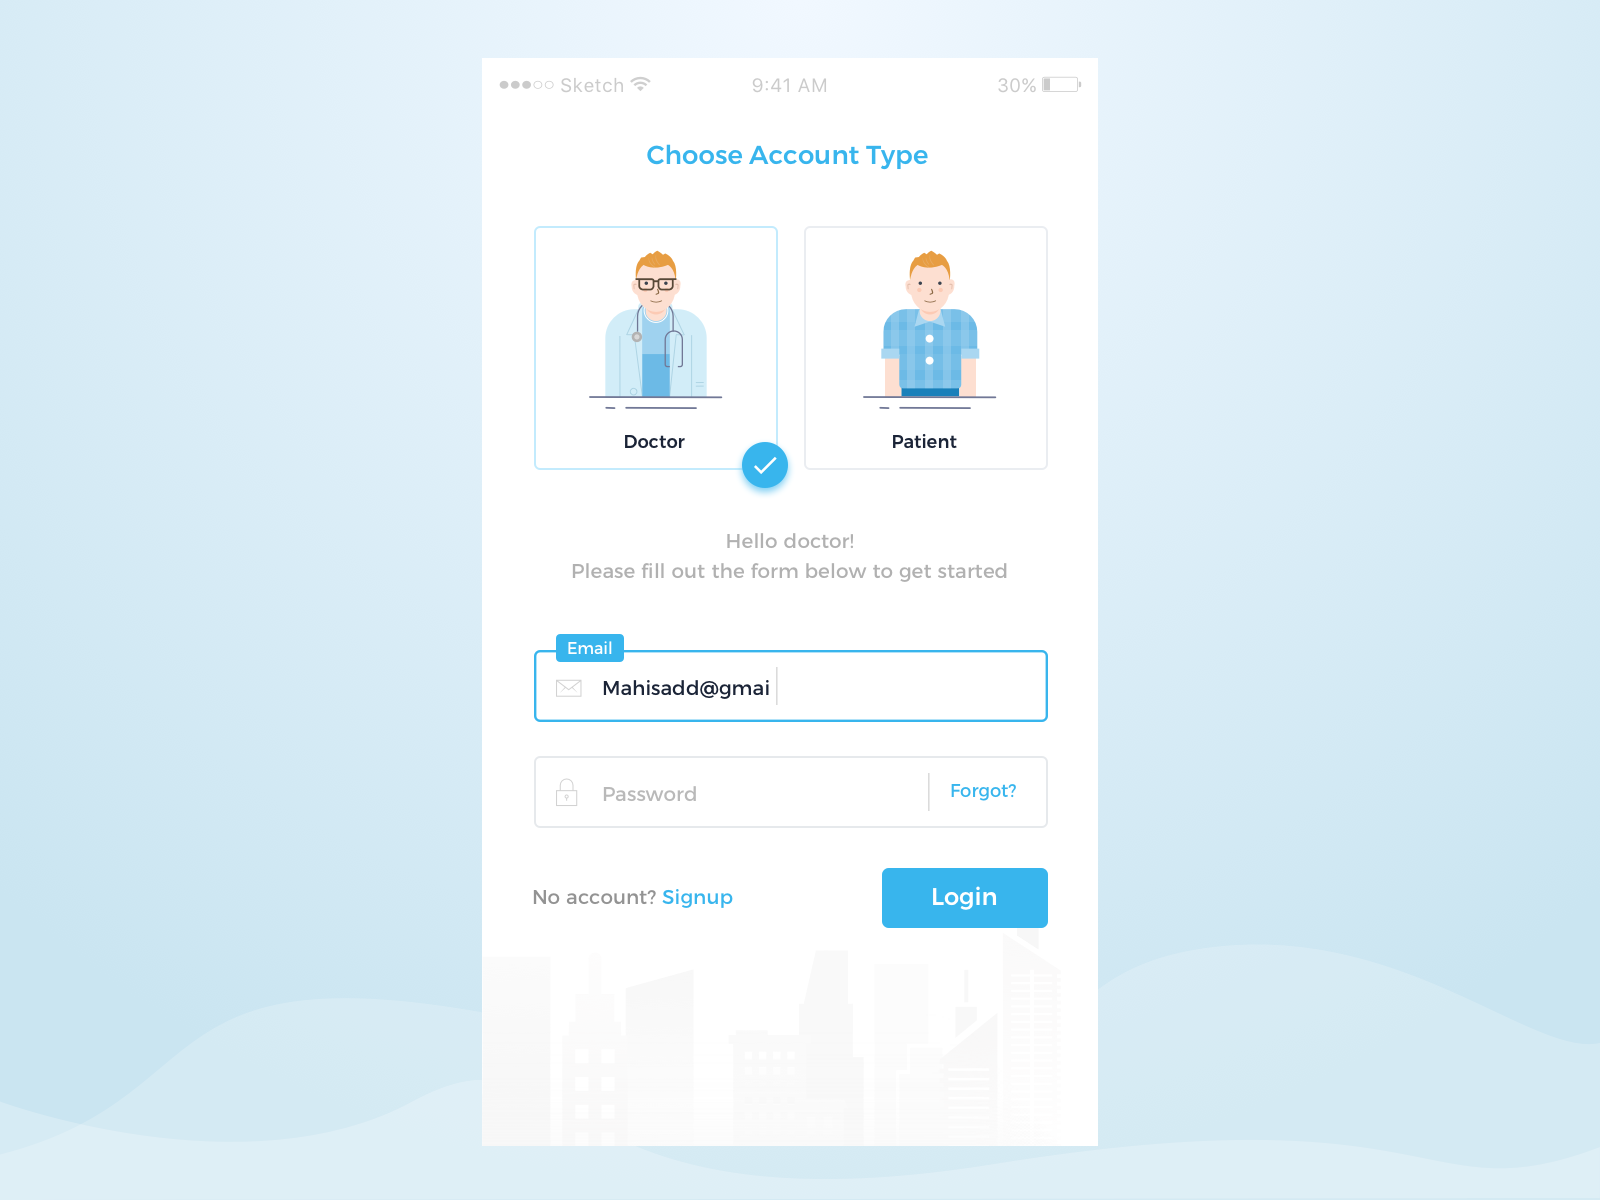 Sketch 9:41 AM 30%
Choose Account Type
Doctor Patient
Hello doctor!
Please fill out the form below to get started
Email
Mahisadd@gmai
Password Forgot?
No account? Signup Login